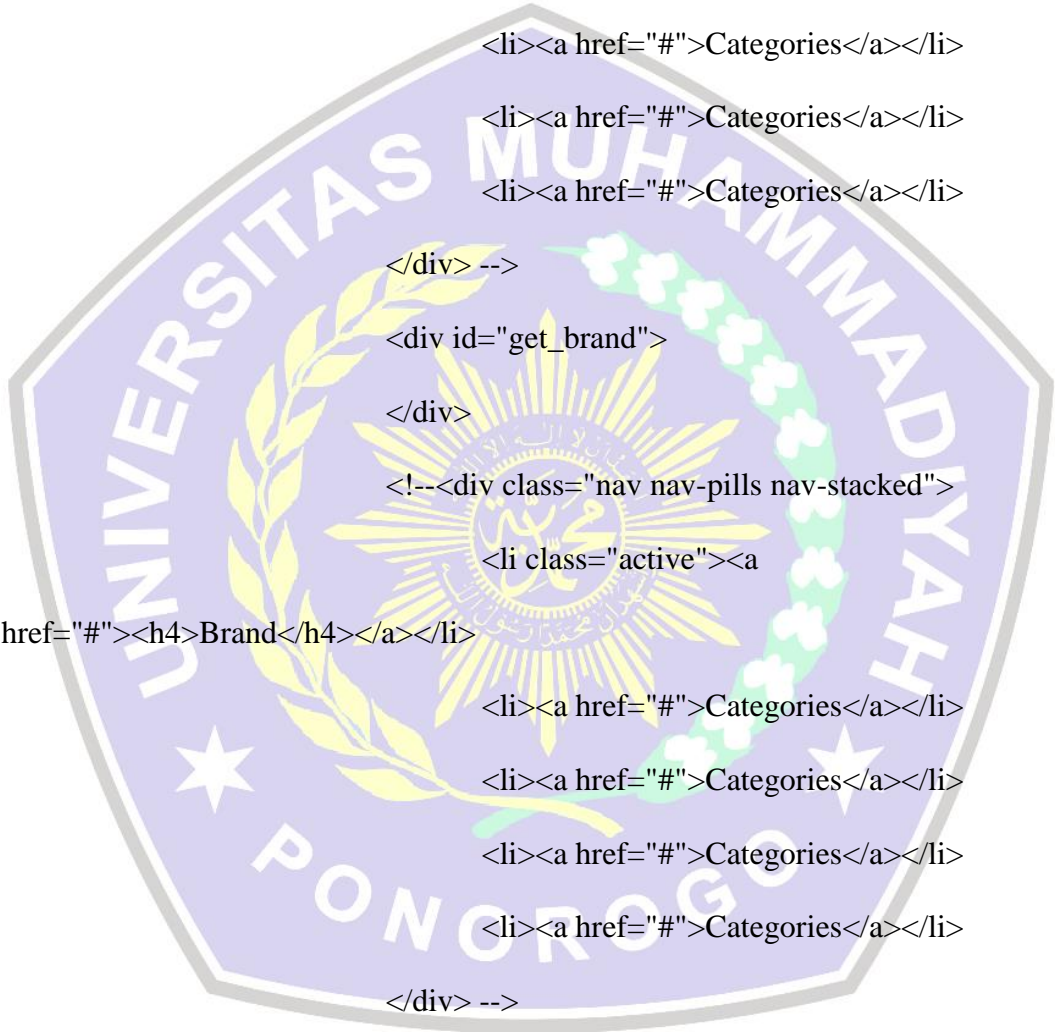 <li><a href="#">Categories</a></li>
<li><a href="#">Categories</a></li>
<li><a href="#">Categories</a></li>
</div> -->
<div id="get_brand">
</div>
<!--<div class="nav nav-pills nav-stacked">
<li class="active"><a
href="#"><h4>Brand</h4></a></li>
<li><a href="#">Categories</a></li>
<li><a href="#">Categories</a></li>
<li><a href="#">Categories</a></li>
<li><a href="#">Categories</a></li>
</div> -->
UNIVERSITAS MUHAMMADIYAH
PONOROGO